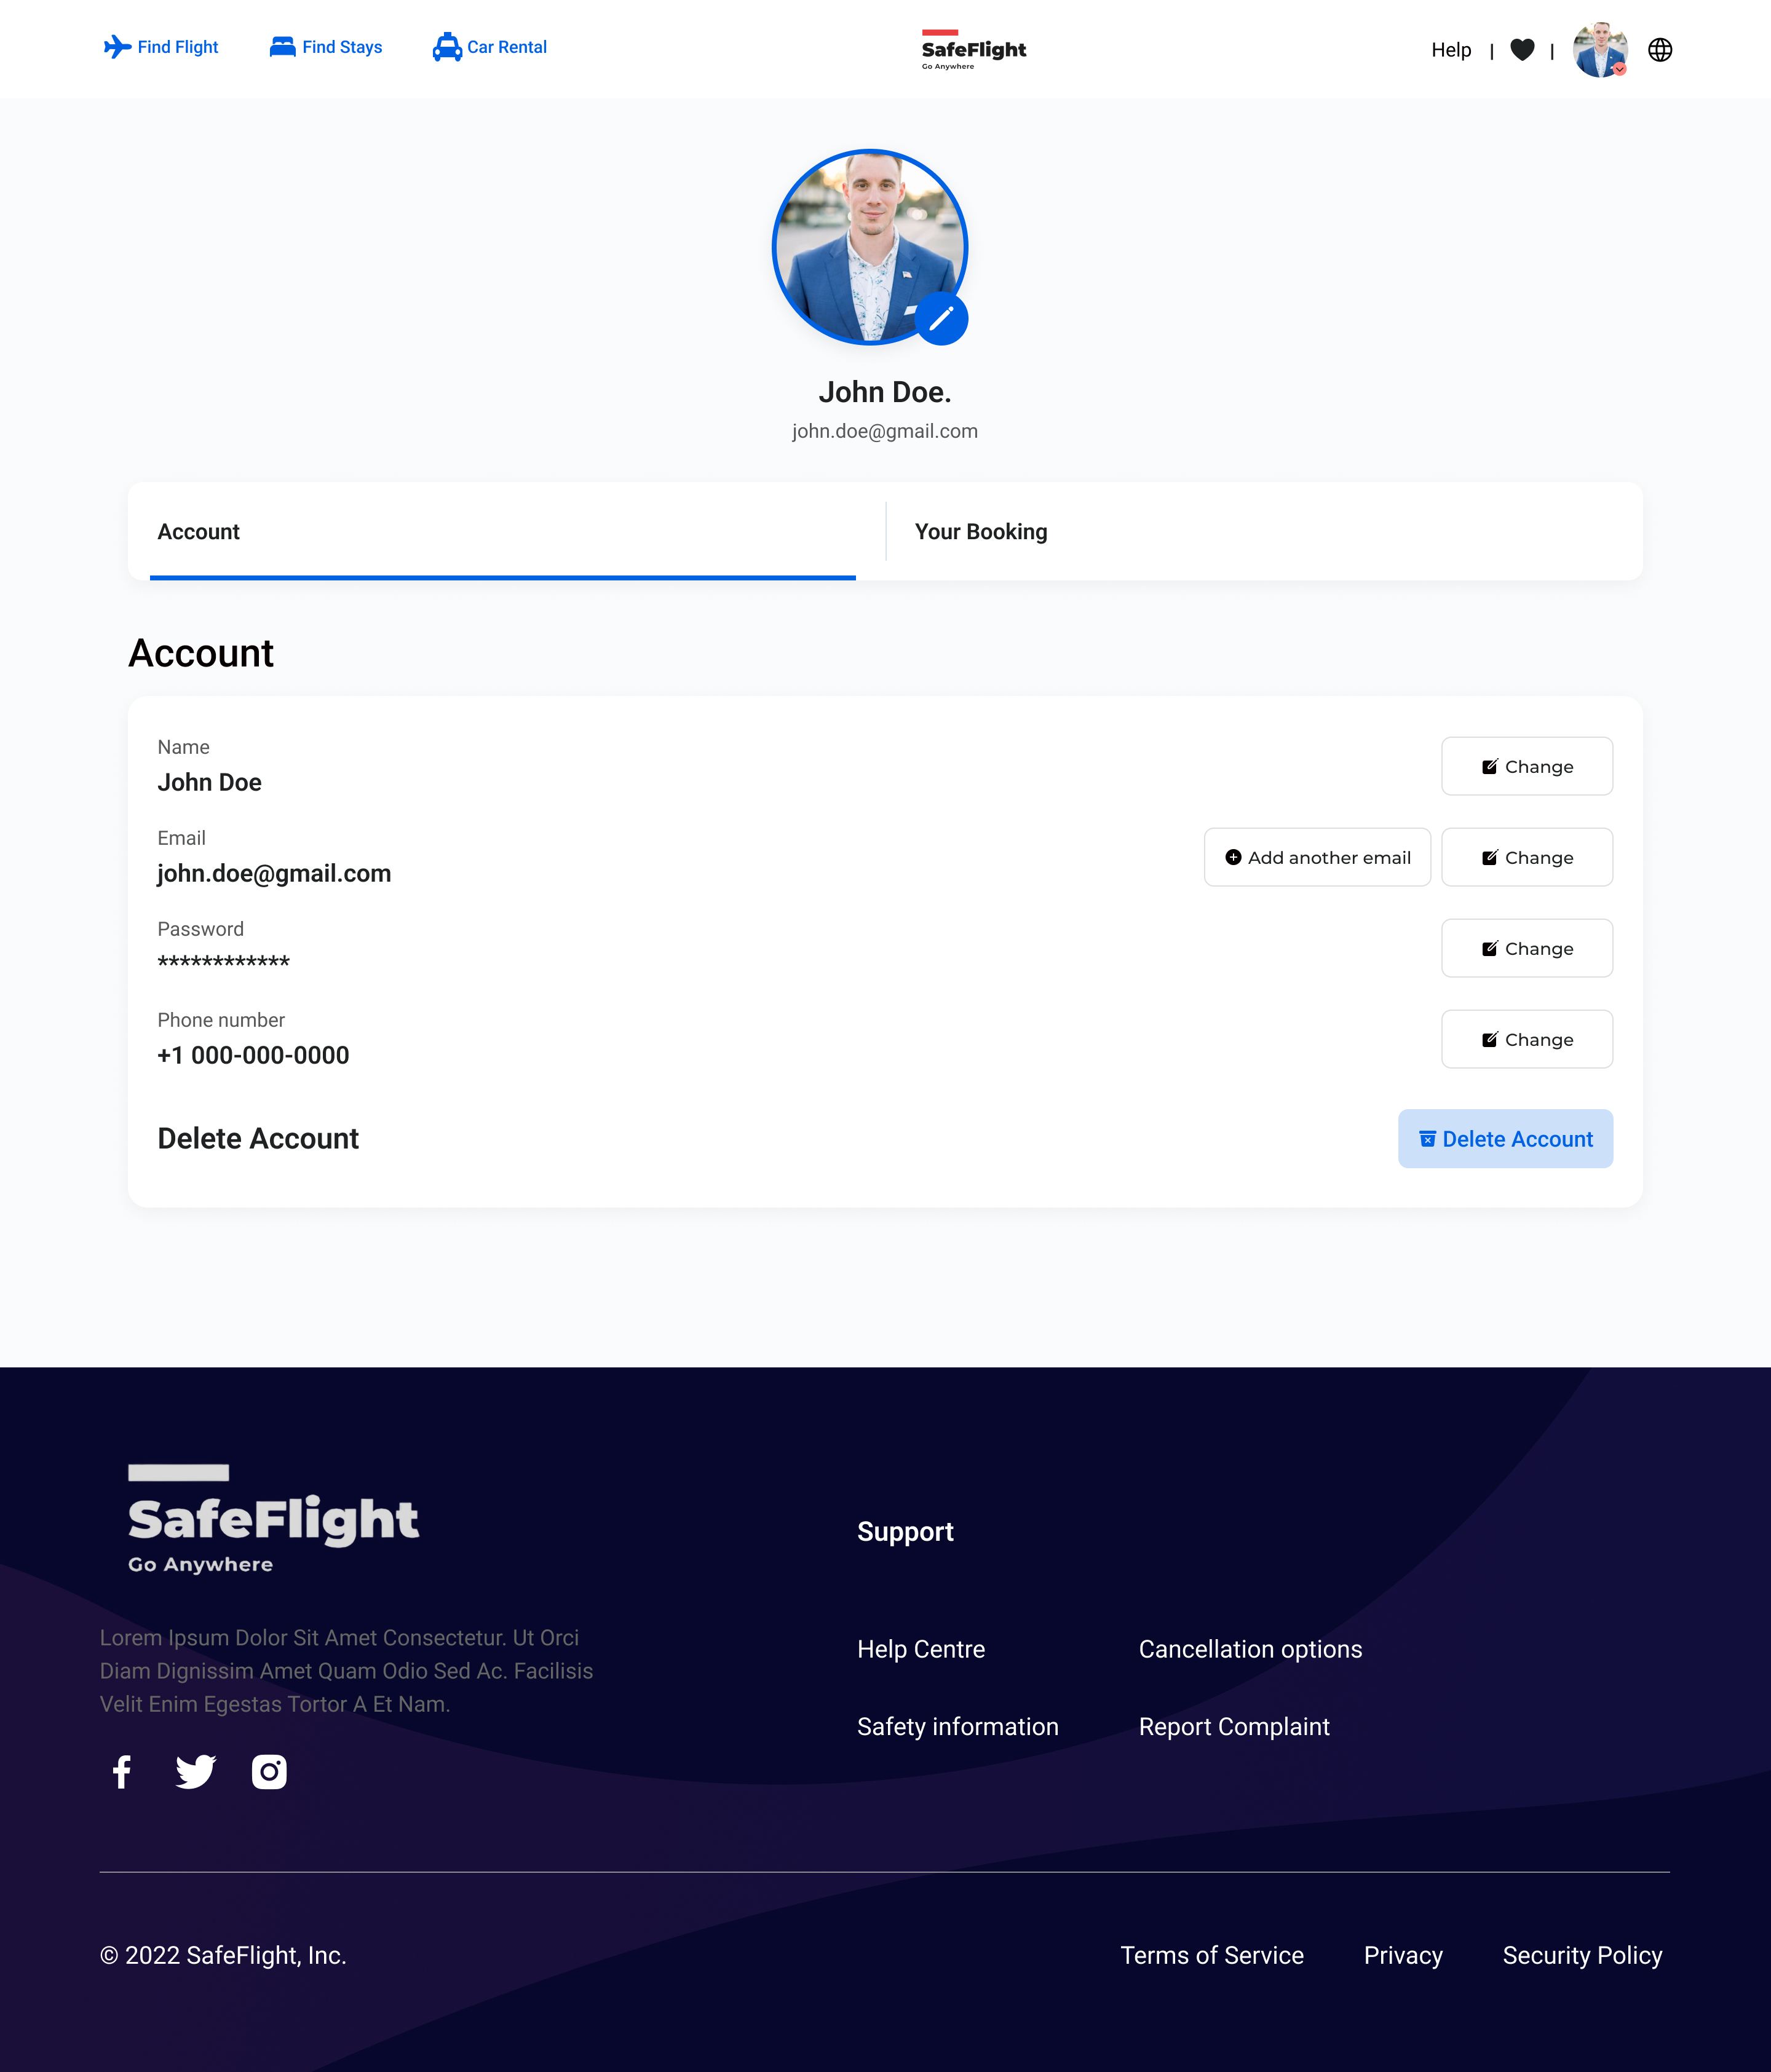 Find Flight
Find Stays
Car Rental
SafeFlight
Go Anywhere
Help | |
John Doe.
john.doe@gmail.com
Account
Your Booking
Account
Name
John Doe
Change
Email
john.doe@gmail.com
Add another email
Change
Password
************
Change
Phone number
+1 000-000-0000
Change
Delete Account
Delete Account
SafeFlight
Go Anywhere
Lorem Ipsum Dolor Sit Amet Consectetur. Ut Orci
Diam Dignissim Amet Quam Odio Sed Ac. Facilisis
Velit Enim Egestas Tortor A Et Nam.
Support
Help Centre
Cancellation options
Safety information
Report Complaint
© 2022 SafeFlight, Inc.
Terms of Service
Privacy
Security Policy